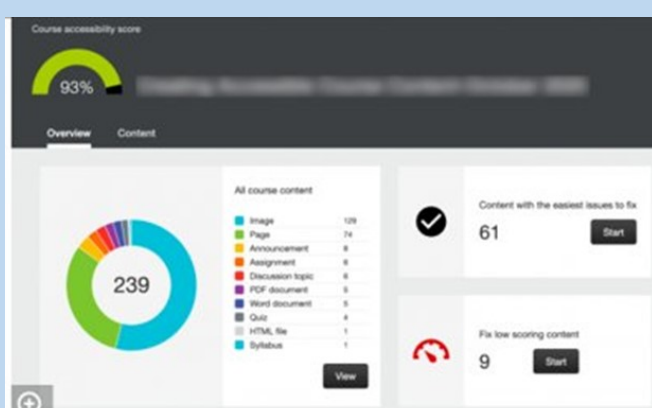 Course accessibility score
93%
Overview Content
All course content
Image 129
Page 74
Announcement 8
Assignment 6
Discussion topic 6
PDF document 5
Word document 5
Quiz 4
HTML file 1
Syllabus 1
239
View
Content with the easiest issues to fix
61 Start
Fix low scoring content
9 Start